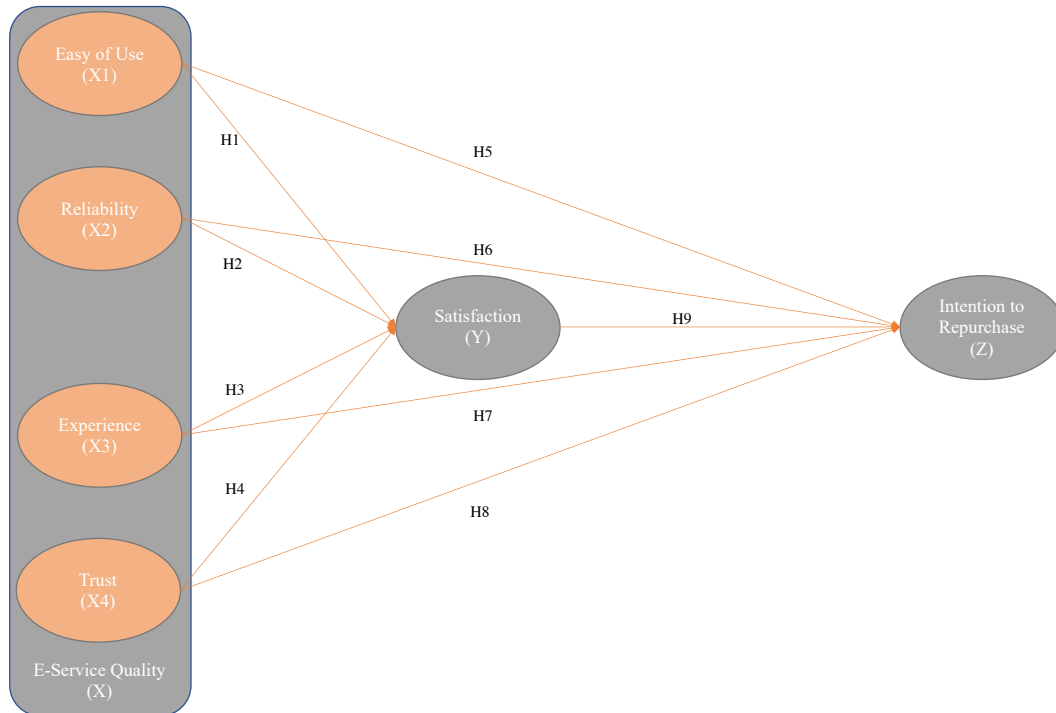 Easy of Use
(X1)
H1
H5
Reliability
(X2)
H2
H6
Satisfaction
(Y)
H9
Intention to
Repurchase
(Z)
H3
H7
Experience
(X3)
H4
H8
Trust
(X4)
E-Service Quality
(X)